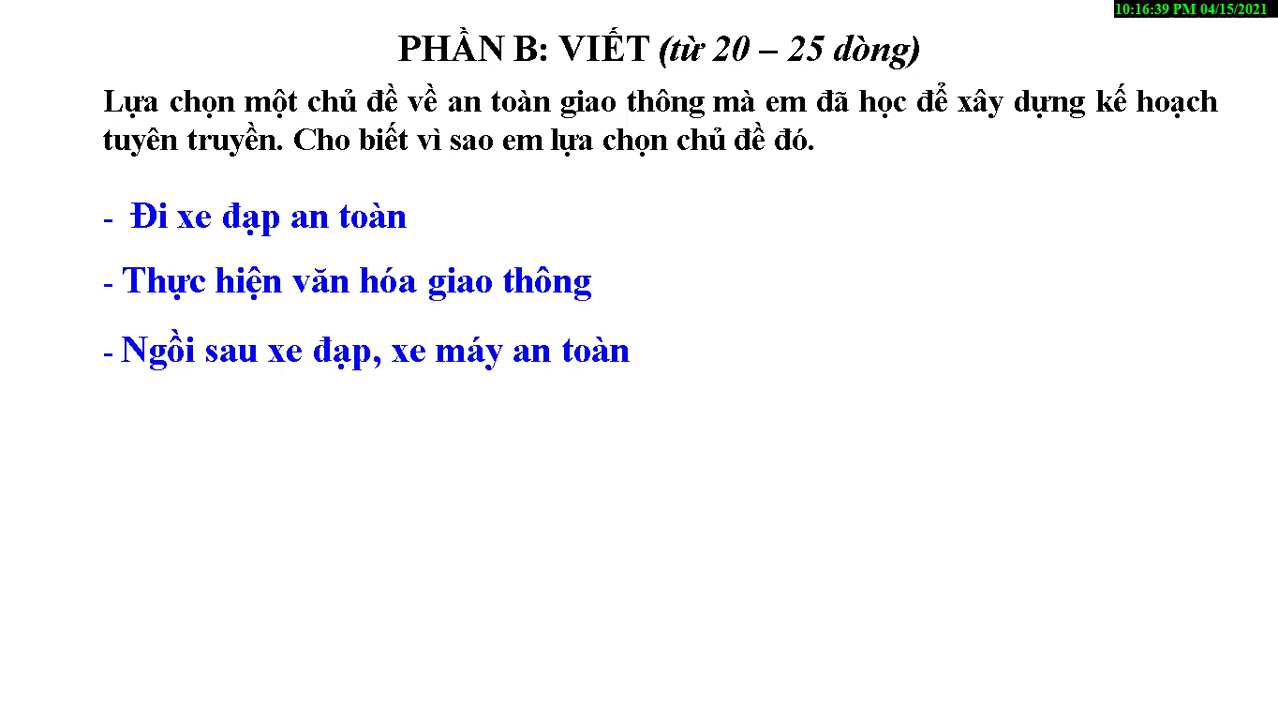 10:16:39 PM 04/15/2021
PHẦN B: VIẾT (từ 20 – 25 dòng)
Lựa chọn một chủ đề về an toàn giao thông mà em đã học để xây dựng kế hoạch
tuyên truyền. Cho biết vì sao em lựa chọn chủ đề đó.
- Đi xe đạp an toàn
- Thực hiện văn hóa giao thông
- Ngồi sau xe đạp, xe máy an toàn